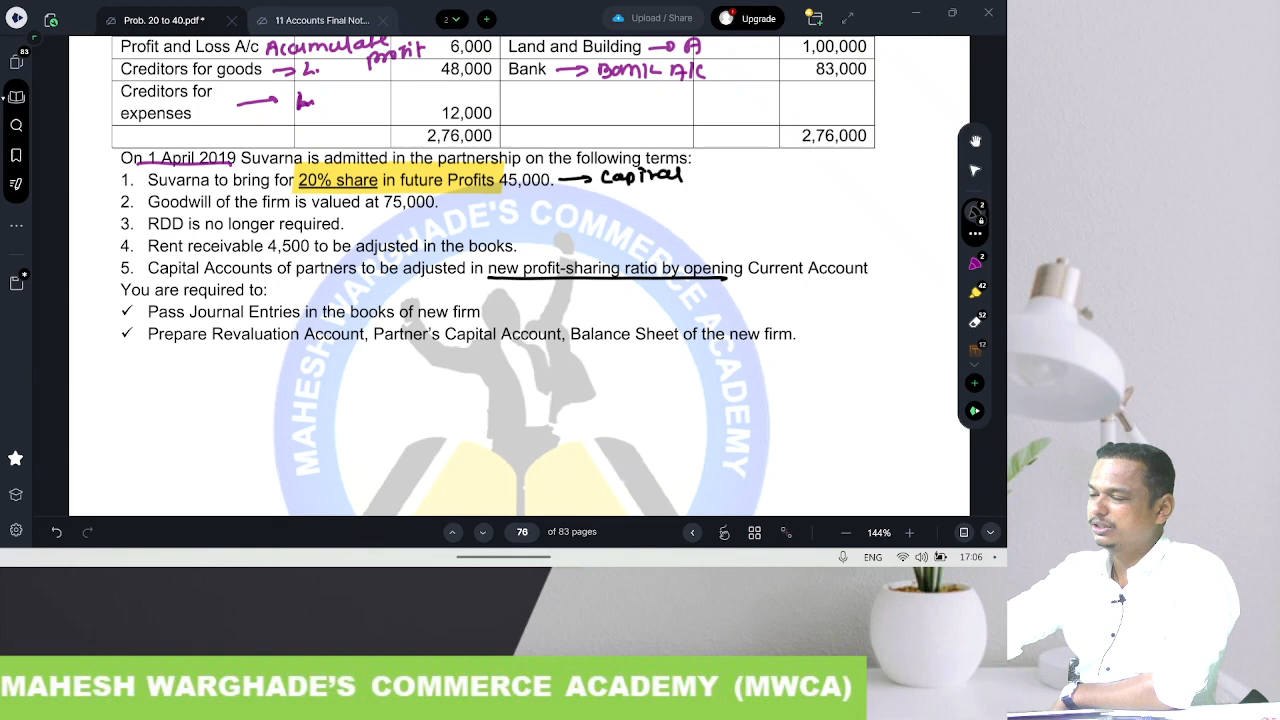 Prob. 20 to 40.pdf*
11 Accounts Final Not...
2
+
Upload / Share
Upgrade
83
Profit and Loss A/c Accumulate profit 6,000 Land and Building → A 1,00,000
Creditors for goods → L. 48,000 Bank → Bank A/c 83,000
Creditors for
expenses → L 12,000
2,76,000 2,76,000
On 1 April 2019 Suvarna is admitted in the partnership on the following terms:
1. Suvarna to bring for 20% share in future Profits 45,000. → capital
2. Goodwill of the firm is valued at 75,000.
3. RDD is no longer required.
4. Rent receivable 4,500 to be adjusted in the books.
5. Capital Accounts of partners to be adjusted in new profit-sharing ratio by opening Current Account
You are required to:
✓ Pass Journal Entries in the books of new firm
✓ Prepare Revaluation Account, Partner's Capital Account, Balance Sheet of the new firm.
MAHESH WARGHADE'S COMMERCE ACADEMY
2
2
42
52
12
76 of 83 pages
144%
ENG 17:06
MAHESH WARGHADE'S COMMERCE ACADEMY (MWCA)